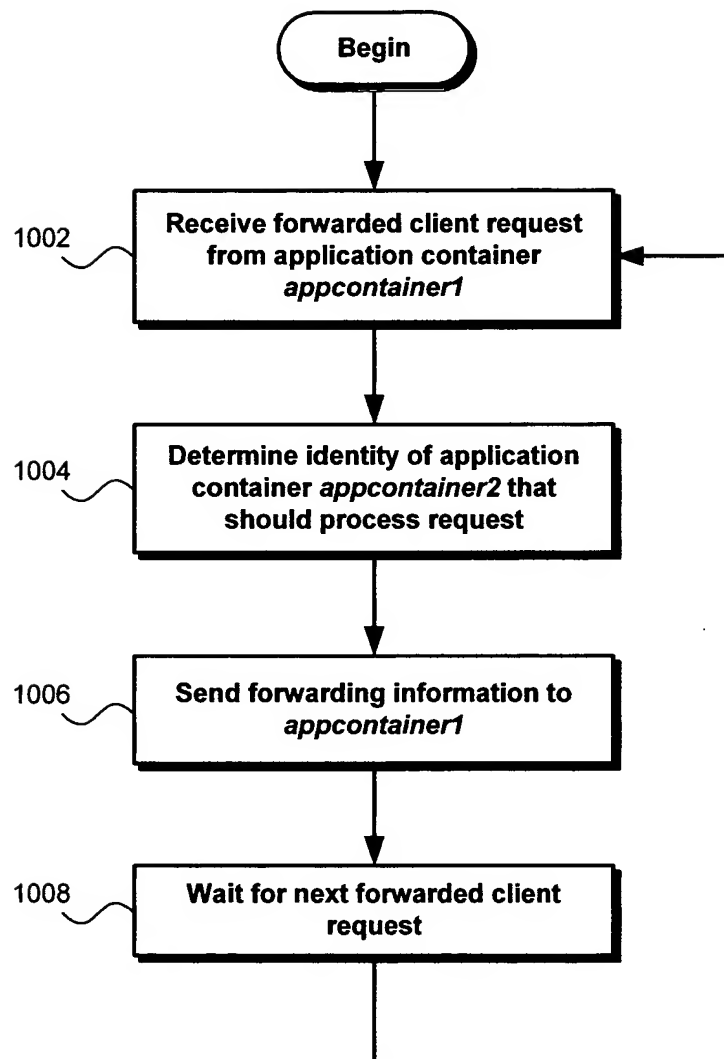 Begin
1002
Receive forwarded client request
from application container
appcontainer1
1004
Determine identity of application
container appcontainer2 that
should process request
1006
Send forwarding information to
appcontainer1
1008
Wait for next forwarded client
request